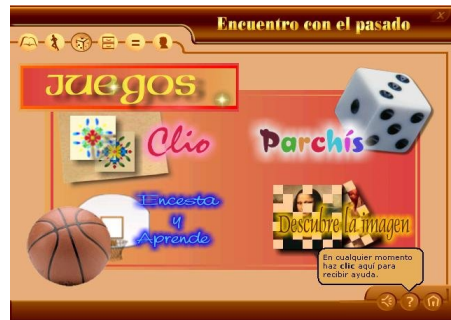 Encuentro con el pasado
X
JUEGOS
Clío
Parchís
Encesta
y
Aprende
Descubre la imagen
En cualquier momento
haz clic aquí para
recibir ayuda.
?